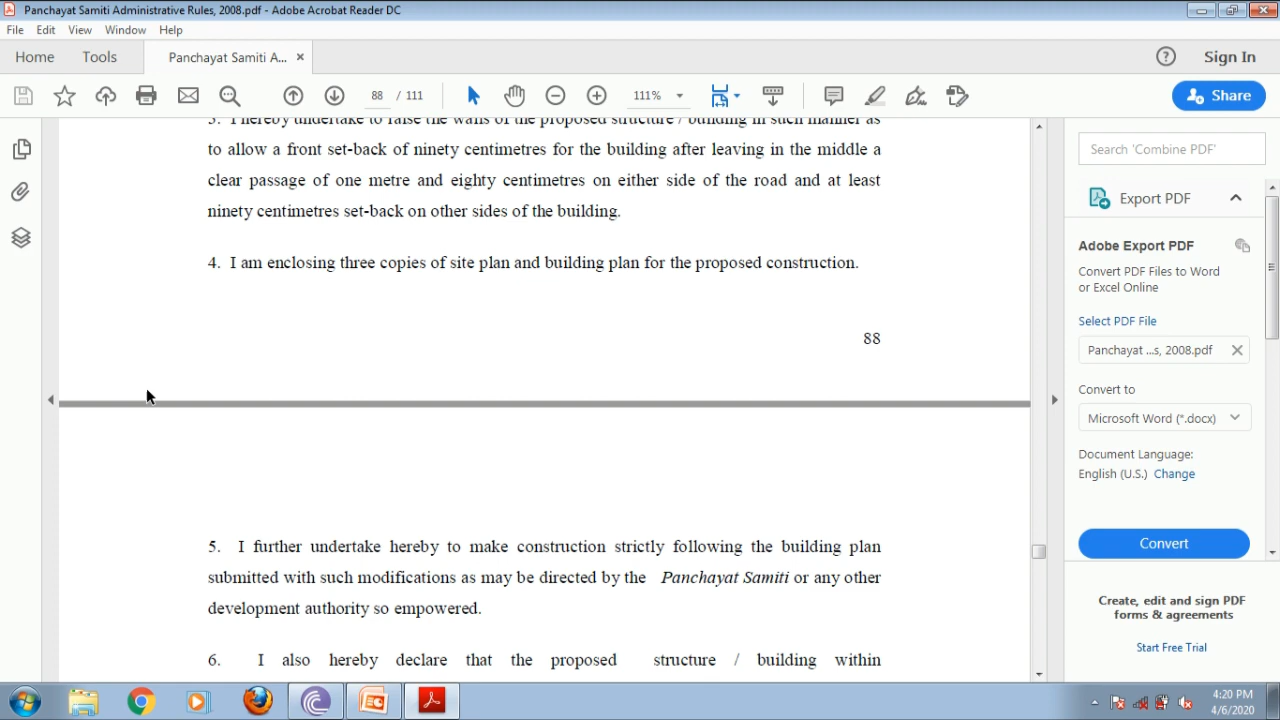 Panchayat Samiti Administrative Rules, 2008.pdf - Adobe Acrobat Reader DC
File Edit View Window Help
Home Tools Panchayat Samiti A... × ? Sign In
88 / 111 111% Share
3. I hereby undertake to raise the walls of the proposed structure / building in such manner as
to allow a front set-back of ninety centimetres for the building after leaving in the middle a
clear passage of one metre and eighty centimetres on either side of the road and at least
ninety centimetres set-back on other sides of the building.
4. I am enclosing three copies of site plan and building plan for the proposed construction.
88
5. I further undertake hereby to make construction strictly following the building plan
submitted with such modifications as may be directed by the Panchayat Samiti or any other
development authority so empowered.
6. I also hereby declare that the proposed structure / building within
Search 'Combine PDF'
Export PDF
Adobe Export PDF
Convert PDF Files to Word
or Excel Online
Select PDF File
Panchayat ...s, 2008.pdf
Convert to
Microsoft Word (*.docx)
Document Language:
English (U.S.) Change
Convert
Create, edit and sign PDF
forms & agreements
Start Free Trial
4:20 PM
4/6/2020